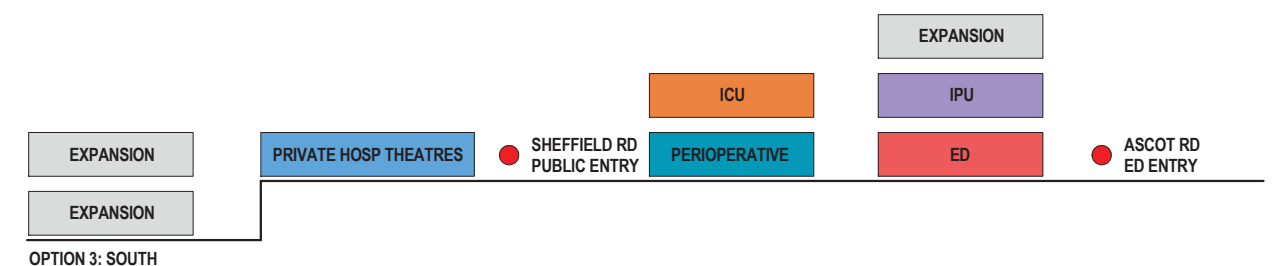 EXPANSION
ICU
IPU
EXPANSION
PRIVATE HOSP THEATRES
SHEFFIELD RD
PUBLIC ENTRY
PERIOPERATIVE
ED
ASCOT RD
ED ENTRY
EXPANSION
OPTION 3: SOUTH